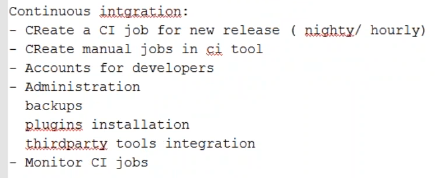 Continuous intgration:
- CReate a CI job for new release ( nighty/ hourly)
- CReate manual jobs in ci tool
- Accounts for developers
- Administration
backups
plugins installation
thirdparty tools integration
- Monitor CI jobs